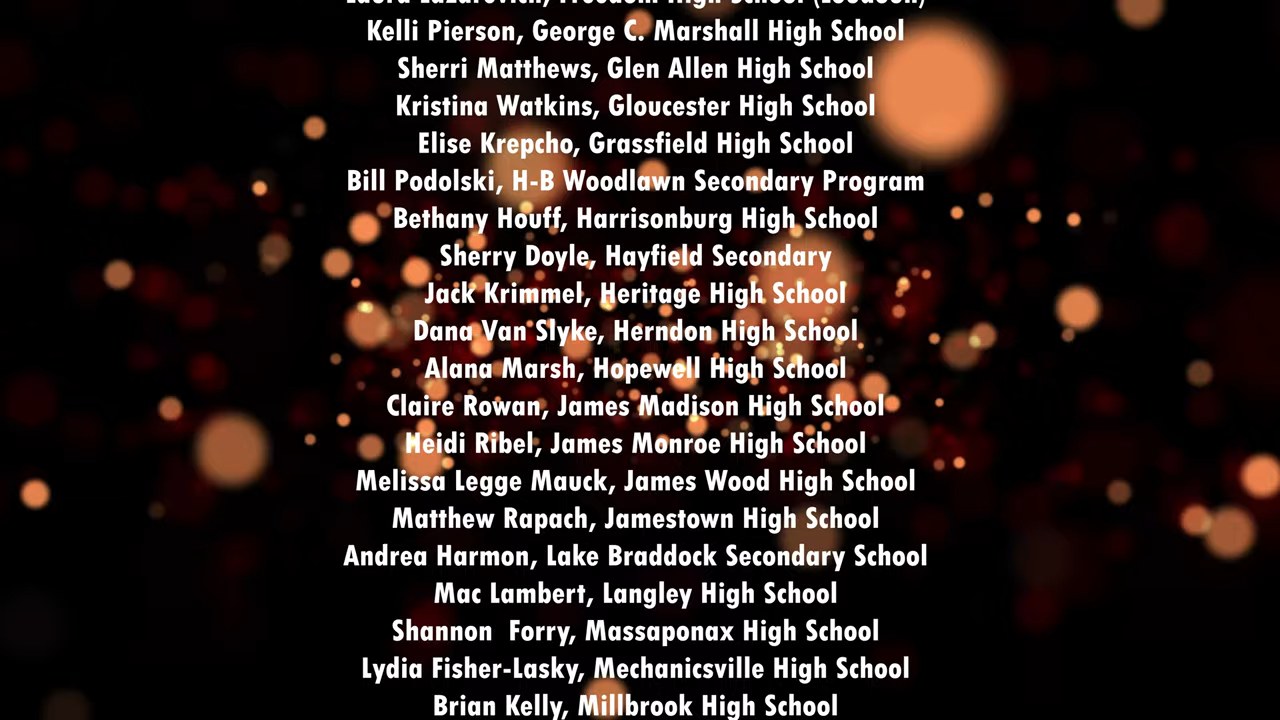 Kelli Pierson, George C. Marshall High School
Sherri Matthews, Glen Allen High School
Kristina Watkins, Gloucester High School
Elise Krepcho, Grassfield High School
Bill Podolski, H-B Woodlawn Secondary Program
Bethany Houff, Harrisonburg High School
Sherry Doyle, Hayfield Secondary
Jack Krimmel, Heritage High School
Dana Van Slyke, Herndon High School
Alana Marsh, Hopewell High School
Claire Rowan, James Madison High School
Heidi Ribel, James Monroe High School
Melissa Legge Mauck, James Wood High School
Matthew Rapach, Jamestown High School
Andrea Harmon, Lake Braddock Secondary School
Mac Lambert, Langley High School
Shannon  Forry, Massaponax High School
Lydia Fisher-Lasky, Mechanicsville High School
Brian Kelly, Millbrook High School